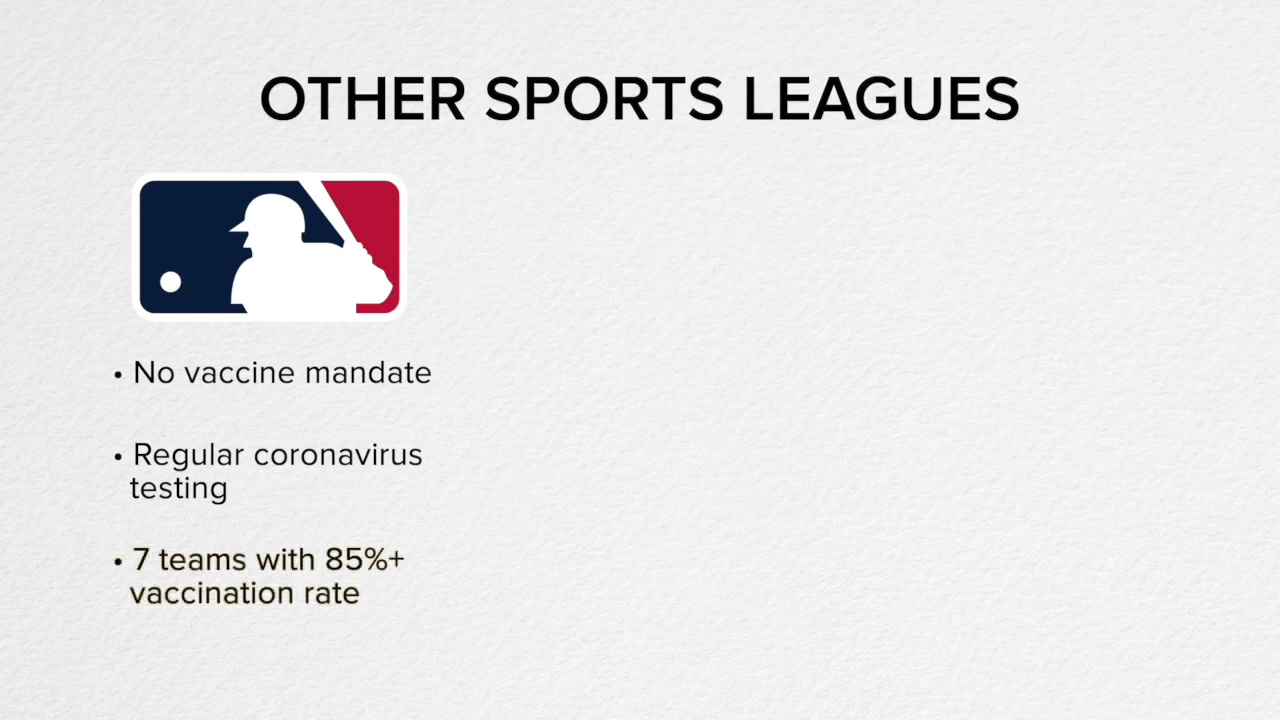 OTHER SPORTS LEAGUES
• No vaccine mandate
• Regular coronavirus
testing
• 7 teams with 85%+
vaccination rate